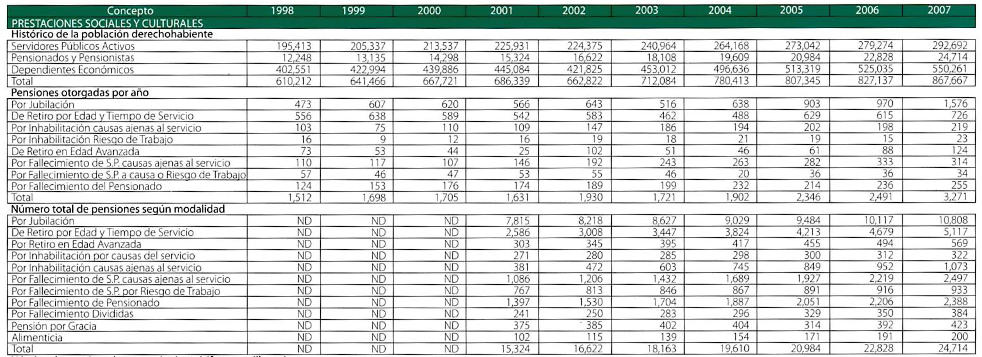 Concepto 1998 1999 2000 2001 2002 2003 2004 2005 2006 2007
PRESTACIONES SOCIALES Y CULTURALES
Histórico de la población derechohabiente
Servidores Públicos Activos 195,413 205,337 213,537 225,931 224,375 240,964 264,168 273,042 279,274 292,692
Pensionados y Pensionistas 12,248 13,135 14,298 15,324 16,622 18,108 19,609 20,984 22,828 24,714
Dependientes Económicos 402,551 422,994 439,886 445,084 421,825 453,012 496,636 513,319 525,035 550,261
Total 610,212 641,466 667,721 686,339 662,822 712,084 780,413 807,345 827,137 867,667
Pensiones otorgadas por año
Por Jubilación 473 607 620 566 643 516 638 903 970 1,576
De Retiro por Edad y Tiempo de Servicio 556 638 589 542 583 462 488 629 615 726
Por Inhabilitación causas ajenas al servicio 103 75 110 109 147 186 194 202 198 219
Por Inhabilitación Riesgo de Trabajo 16 9 12 16 19 18 21 19 15 23
De Retiro en Edad Avanzada 73 53 44 25 102 51 46 61 88 124
Por Fallecimiento de S.P. causas ajenas al servicio 110 117 107 146 192 243 263 282 333 314
Por Fallecimiento de S.P. a causa o Riesgo de Trabajo 57 46 47 53 55 46 20 36 36 34
Por Fallecimiento del Pensionado 124 153 176 174 189 199 232 214 236 255
Total 1,512 1,698 1,705 1,631 1,930 1,721 1,902 2,346 2,491 3,271
Número total de pensiones según modalidad
Por Jubilación ND ND ND 7,815 8,218 8,627 9,029 9,484 10,117 10,808
De Retiro por Edad y Tiempo de Servicio ND ND ND 2,586 3,008 3,447 3,824 4,213 4,679 5,117
Por Retiro en Edad Avanzada ND ND ND 303 345 395 417 455 494 569
Por Inhabilitación por causas del servicio ND ND ND 271 280 285 298 300 312 322
Por Inhabilitación causas ajenas al servicio ND ND ND 381 472 603 745 849 952 1,073
Por Fallecimiento de S.P. causas ajenas al servicio ND ND ND 1,086 1,206 1,432 1,689 1,927 2,219 2,497
Por Fallecimiento de S.P. por Riesgo de Trabajo ND ND ND 767 813 846 867 891 916 933
Por Fallecimiento de Pensionado ND ND ND 1,397 1,530 1,704 1,887 2,051 2,206 2,388
Por Fallecimiento Divididas ND ND ND 241 250 283 296 329 350 384
Pensión por Gracia ND ND ND 375 385 402 404 314 392 423
Alimenticia ND ND ND 102 115 139 154 171 191 200
Total ND ND ND 15,324 16,622 18,163 19,610 20,984 22,828 24,714